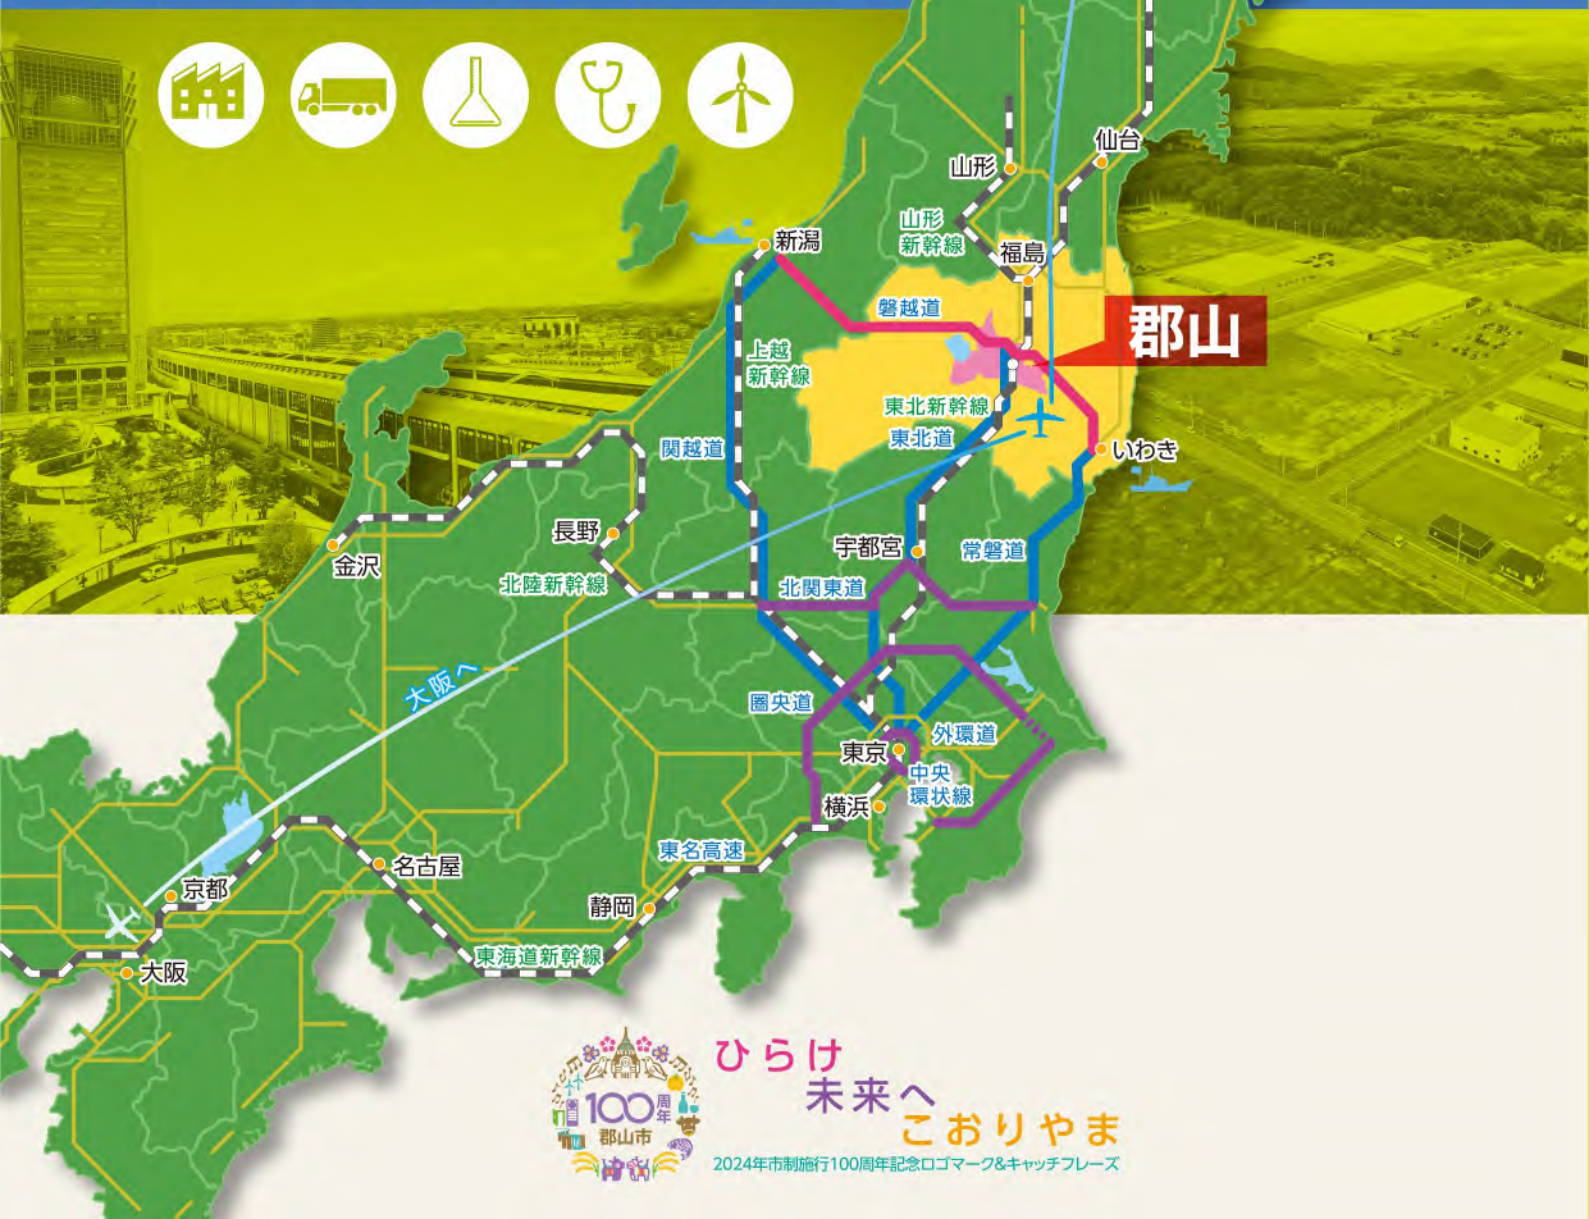 仙台
山形
山形
新幹線
新潟
福島
磐越道
郡山
上越
新幹線
東北新幹線
東北道
関越道
いわき
長野
宇都宮
常磐道
金沢
北陸新幹線
北関東道
大阪へ
圏央道
外環道
東京
中央
環状線
横浜
東名高速
名古屋
京都
静岡
東海道新幹線
大阪
ひらけ
未来へ
こおりやま
100周年
郡山市
2024年市制施行100周年記念ロゴマーク&キャッチフレーズ